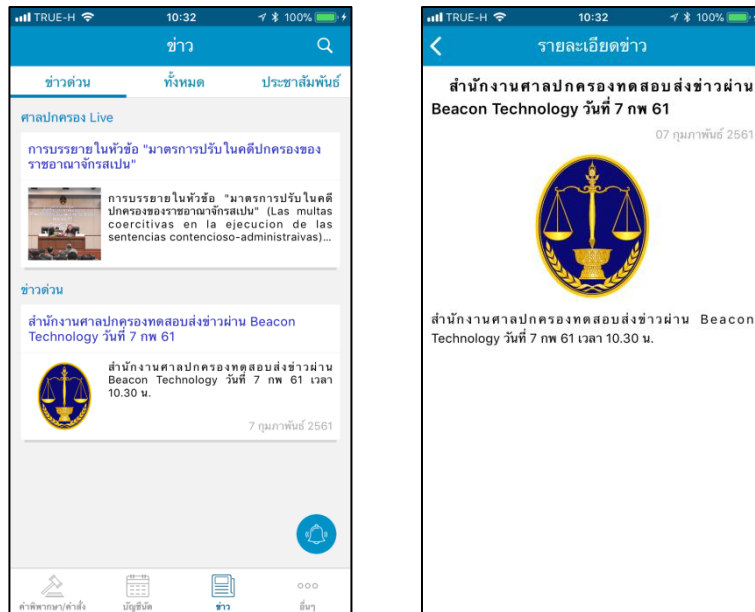 TRUE-H 10:32 100%
ข่าว
ข่าวด่วน ทั้งหมด ประชาสัมพันธ์
ศาลปกครอง Live
การบรรยายในหัวข้อ "มาตรการปรับในคดีปกครองของ
ราชอาณาจักรสเปน"
การบรรยายในหัวข้อ "มาตรการปรับในคดี
ปกครองของราชอาณาจักรสเปน" (Las multas
coercitivas en la ejecucion de las
sentencias contencioso-administraivas)...
ข่าวด่วน
สำนักงานศาลปกครองทดสอบส่งข่าวผ่าน Beacon
Technology วันที่ 7 กพ 61
สำนักงานศาลปกครองทดสอบส่งข่าวผ่าน
Beacon Technology วันที่ 7 กพ 61 เวลา
10.30 น.
7 กุมภาพันธ์ 2561
คำพิพากษา/คำสั่ง บัญชีนัด ข่าว อื่นๆ
TRUE-H 10:32 100%
รายละเอียดข่าว
สำนักงานศาลปกครองทดสอบส่งข่าวผ่าน
Beacon Technology วันที่ 7 กพ 61
07 กุมภาพันธ์ 2561
สำนักงานศาลปกครองทดสอบส่งข่าวผ่าน Beacon
Technology วันที่ 7 กพ 61 เวลา 10.30 น.